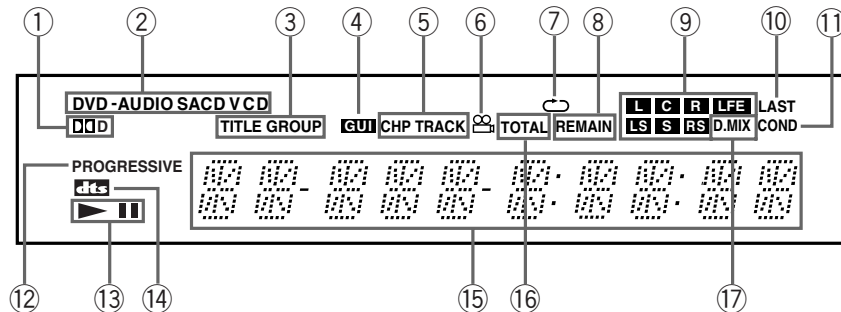 ① ② ③ ④ ⑤ ⑥ ⑦ ⑧ ⑨ ⑩ ⑪
DVD-AUDIO SACD VCD
L C R LFE LAST
D TITLE GROUP GUI CHP TRACK TOTAL REMAIN LS S RS D.MIX COND
PROGRESSIVE
dts
⑫ ⑬ ⑭ ⑮ ⑯ ⑰